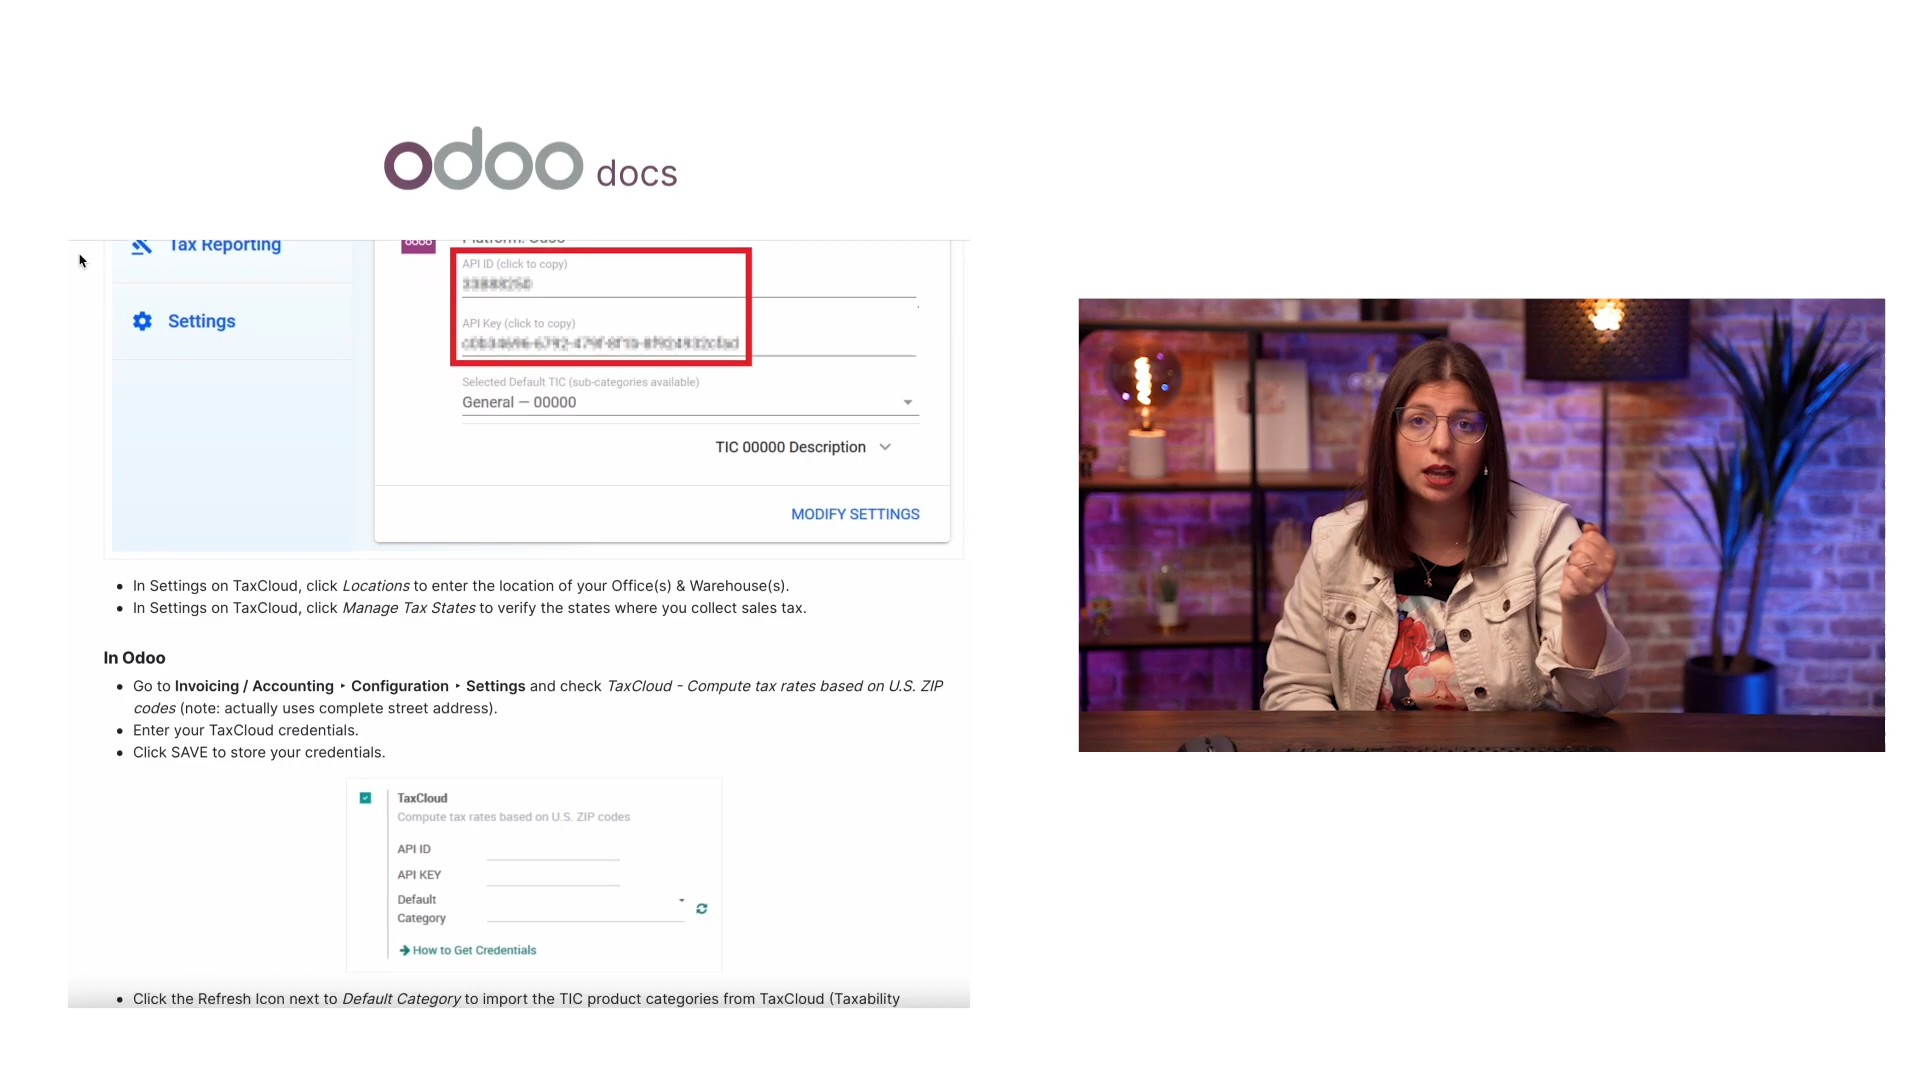 odoo docs
Tax Reporting
API ID (click to copy)
Settings
API Key (click to copy)
Selected Default TIC (sub-categories available)
General — 00000
TIC 00000 Description
MODIFY SETTINGS
• In Settings on TaxCloud, click Locations to enter the location of your Office(s) & Warehouse(s).
• In Settings on TaxCloud, click Manage Tax States to verify the states where you collect sales tax.
In Odoo
• Go to Invoicing / Accounting ‣ Configuration ‣ Settings and check TaxCloud - Compute tax rates based on U.S. ZIP
codes (note: actually uses complete street address).
• Enter your TaxCloud credentials.
• Click SAVE to store your credentials.
TaxCloud
Compute tax rates based on U.S. ZIP codes
API ID
API KEY
Default
Category
How to Get Credentials
• Click the Refresh Icon next to Default Category to import the TIC product categories from TaxCloud (Taxability